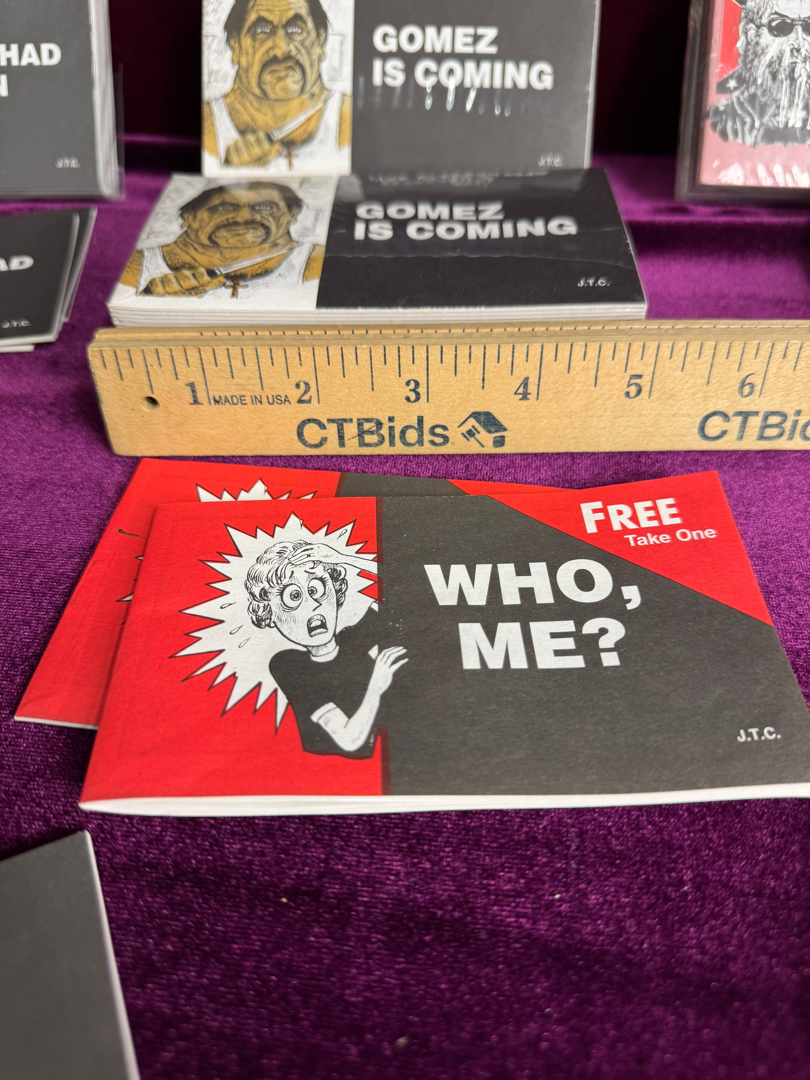 HAD
N
J.T.C.
GOMEZ
IS COMING
J.T.C.
GOMEZ
IS COMING
J.T.C.
AD
J.T.C.
1 MADE IN USA 2 3 4 5 6
CTBids CTBi
FREE
Take One
WHO,
ME?
J.T.C.